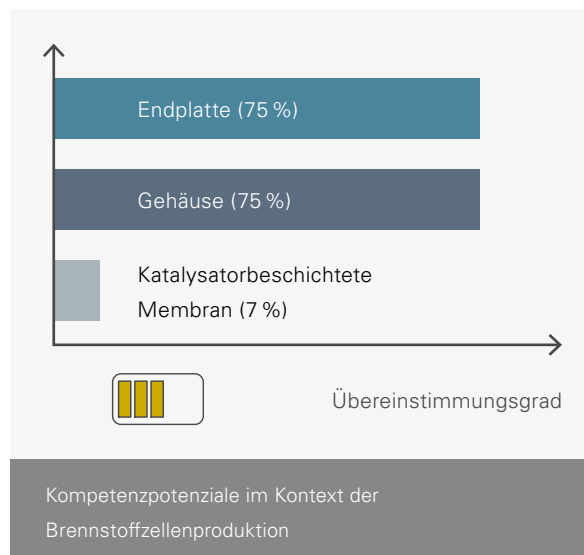 Endplatte (75 %)
Gehäuse (75 %)
Katalysatorbeschichtete
Membran (7 %)
Übereinstimmungsgrad
Kompetenzpotenziale im Kontext der
Brennstoffzellenproduktion